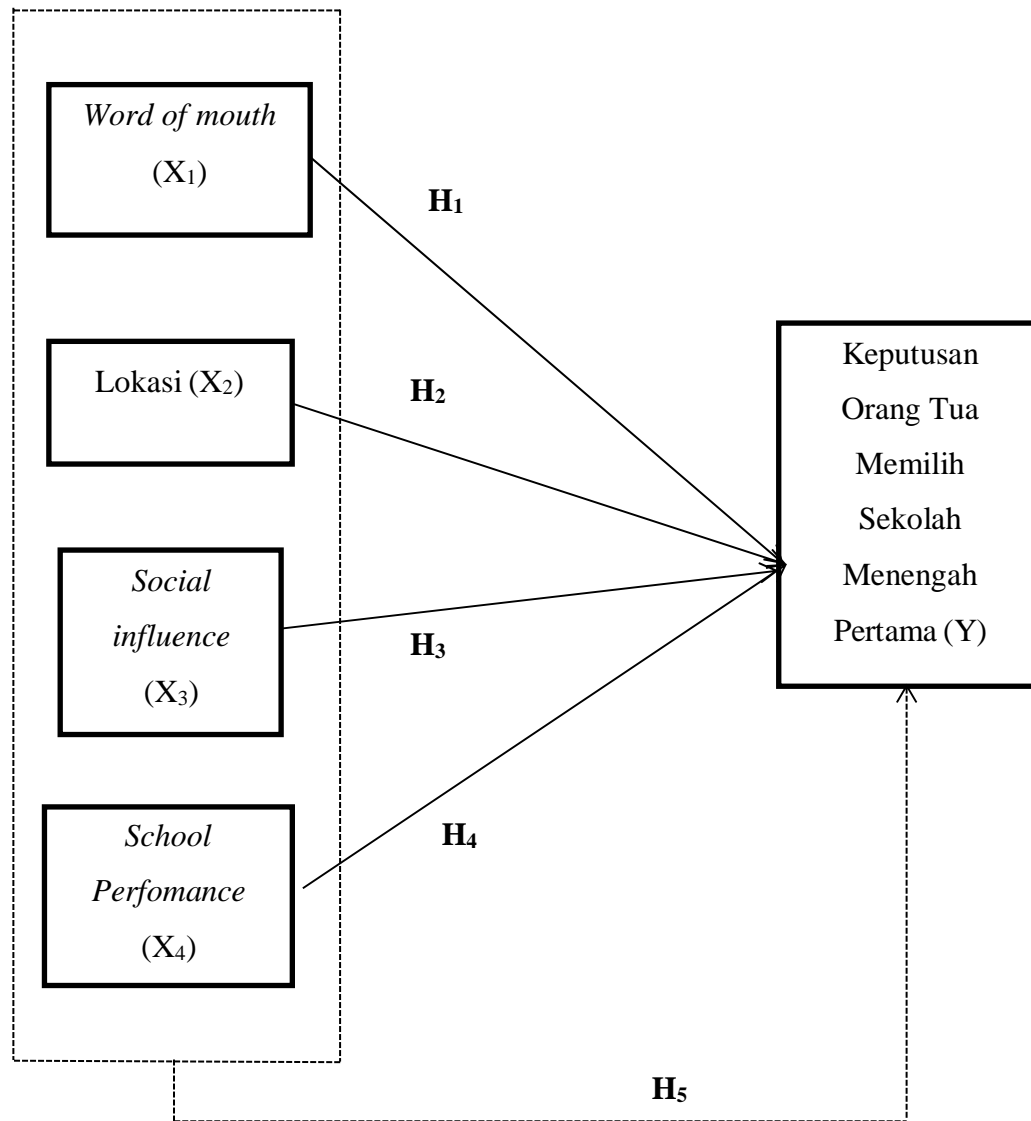 Word of mouth
(X₁)
H₁
Lokasi (X₂)
H₂
Keputusan
Orang Tua
Memilih
Sekolah
Menengah
Pertama (Y)
Social
influence
(X₃)
H₃
School
Perfomance
(X₄)
H₄
H₅